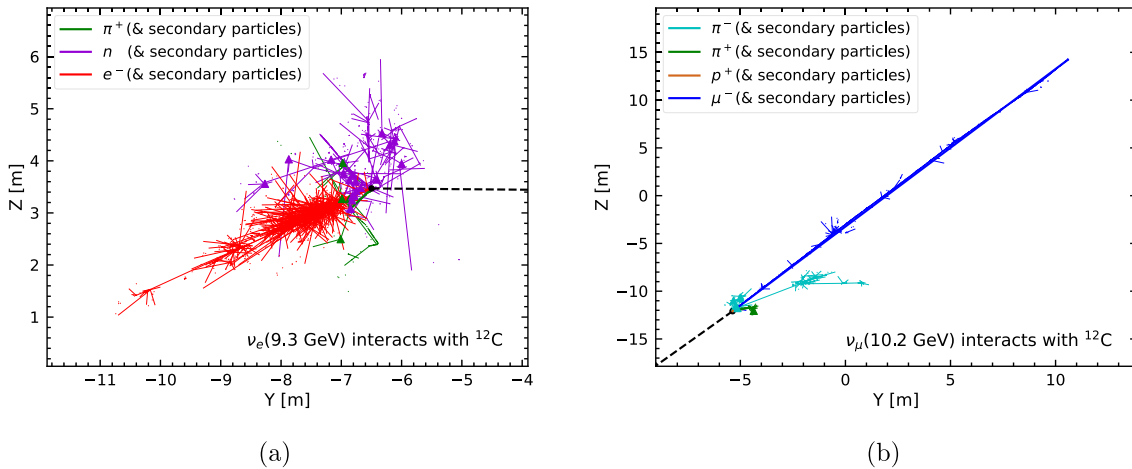 π⁺(& secondary particles)
n (& secondary particles)
e⁻(& secondary particles)
6
5
4
3
2
1
Z [m]
ν_e(9.3 GeV) interacts with ¹²C
−11 −10 −9 −8 −7 −6 −5 −4
Y [m]
(a)
π⁻(& secondary particles)
π⁺(& secondary particles)
p⁺(& secondary particles)
μ⁻(& secondary particles)
15
10
5
0
−5
−10
−15
Z [m]
ν_μ(10.2 GeV) interacts with ¹²C
−5 0 5 10
Y [m]
(b)